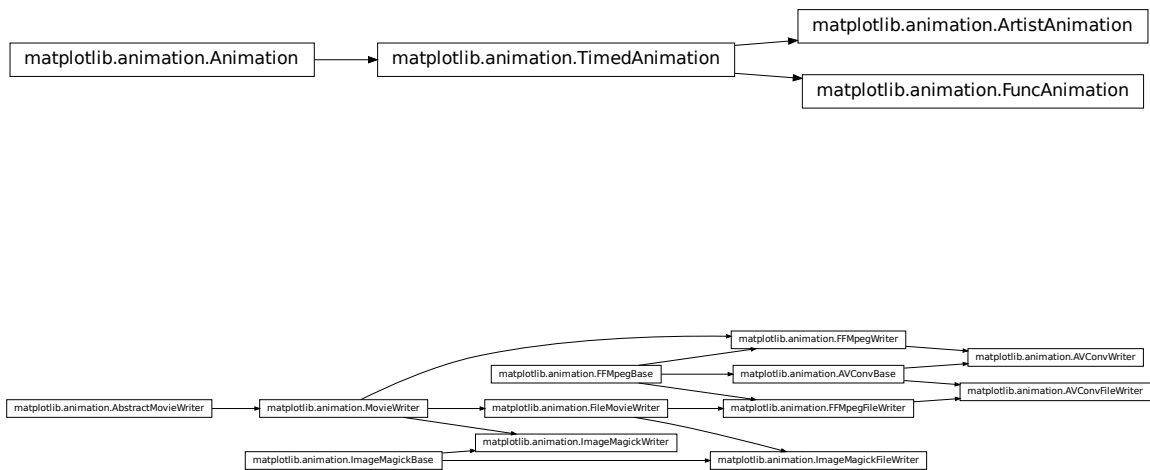 matplotlib.animation.ArtistAnimation
matplotlib.animation.Animation
matplotlib.animation.TimedAnimation
matplotlib.animation.FuncAnimation
matplotlib.animation.FFMpegWriter
matplotlib.animation.AVConvWriter
matplotlib.animation.FFMpegBase
matplotlib.animation.AVConvBase
matplotlib.animation.AVConvFileWriter
matplotlib.animation.AbstractMovieWriter
matplotlib.animation.MovieWriter
matplotlib.animation.FileMovieWriter
matplotlib.animation.FFMpegFileWriter
matplotlib.animation.ImageMagickWriter
matplotlib.animation.ImageMagickBase
matplotlib.animation.ImageMagickFileWriter